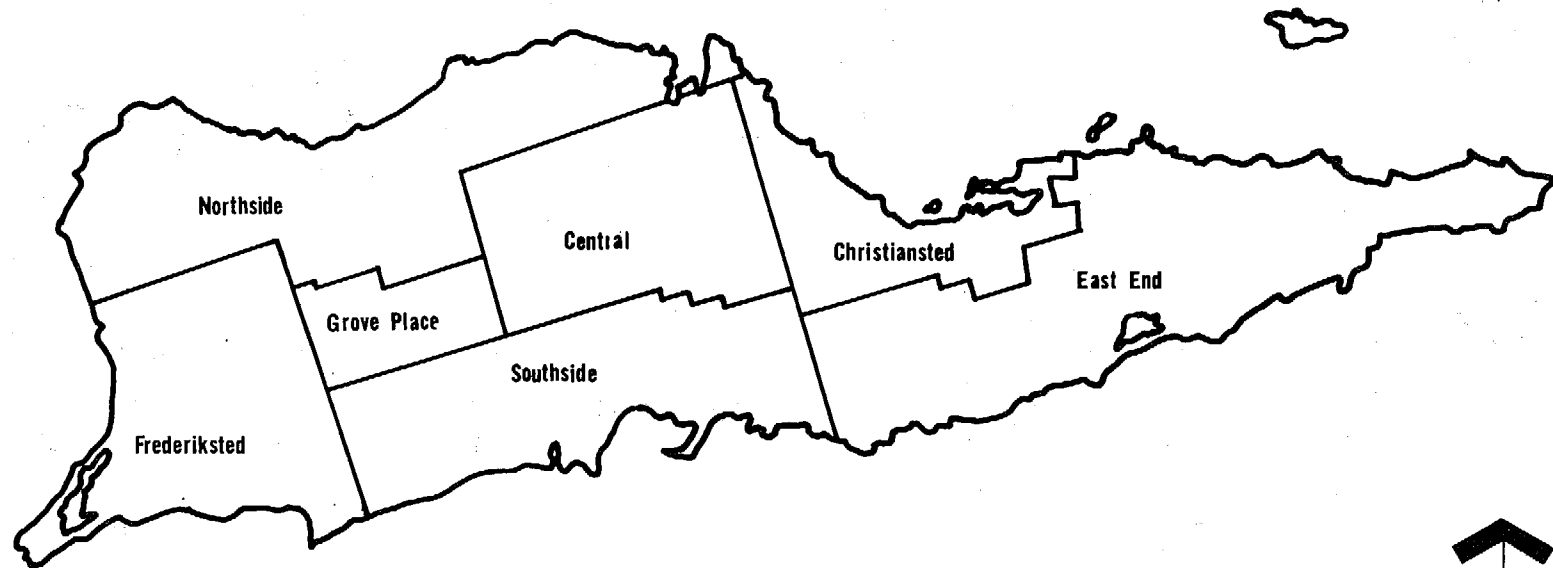 Northside
Central
Christiansted
East End
Grove Place
Southside
Frederiksted